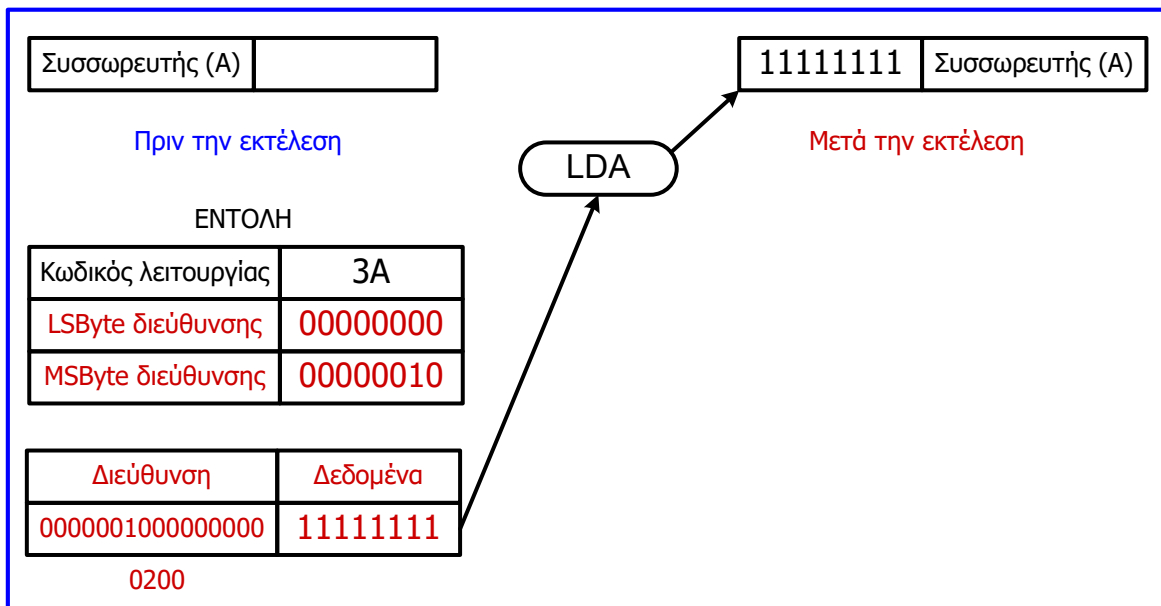 Συσσωρευτής (Α)
11111111 Συσσωρευτής (Α)
Πριν την εκτέλεση
Μετά την εκτέλεση
LDA
ΕΝΤΟΛΗ
Κωδικός λειτουργίας 3A
LSByte διεύθυνσης 00000000
MSByte διεύθυνσης 00000010
Διεύθυνση Δεδομένα
0000001000000000 11111111
0200